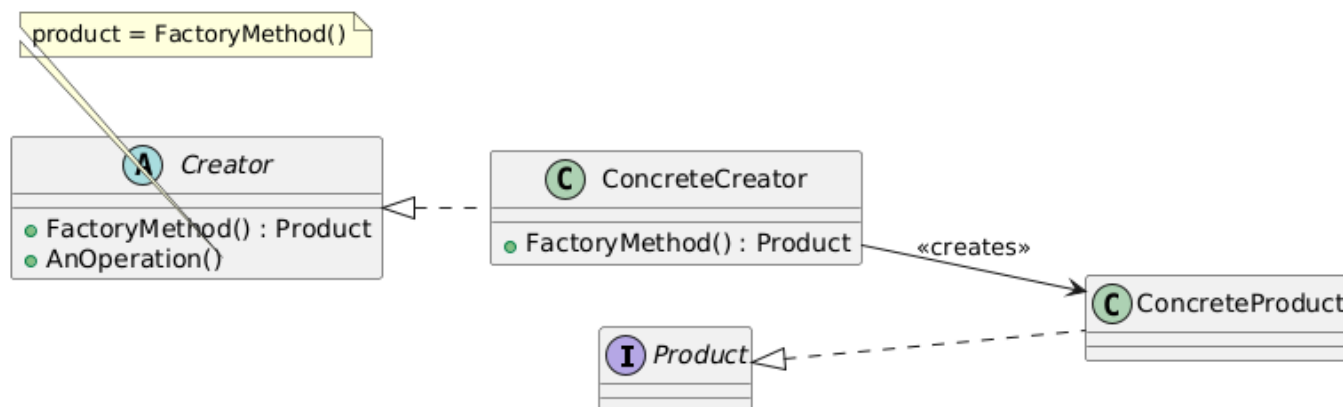 product = FactoryMethod()
A Creator
FactoryMethod() : Product
AnOperation()
C ConcreteCreator
FactoryMethod() : Product
«creates»
C ConcreteProduct
I Product